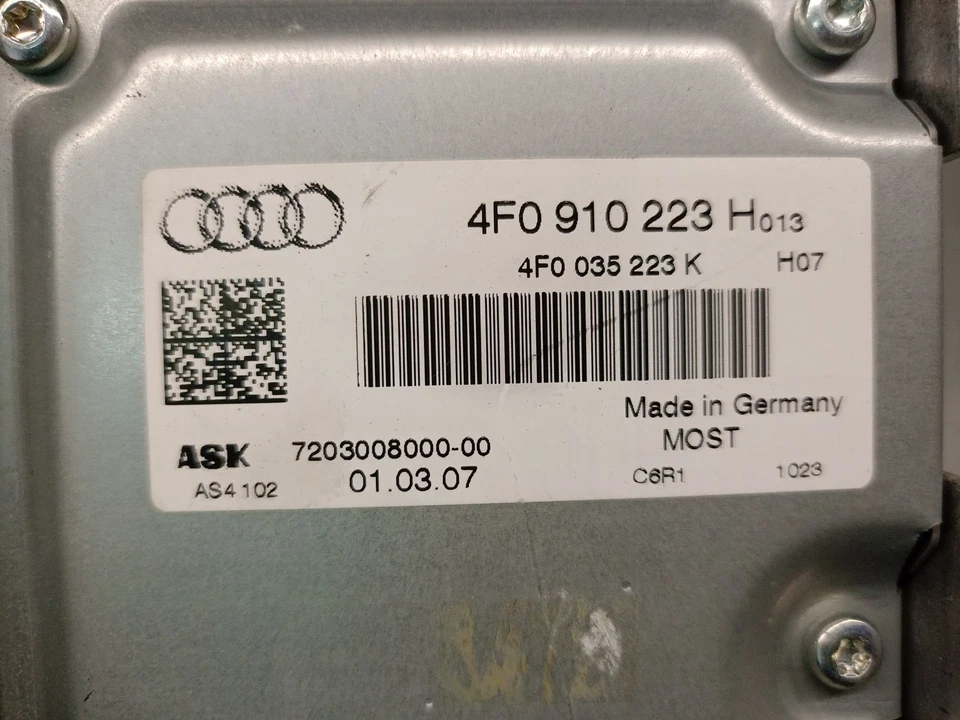 4F0 910 223 H013
4F0 035 223 K H07
Made in Germany
MOST
ASK 7203008000-00
AS4 102 01.03.07 C6R1 1023